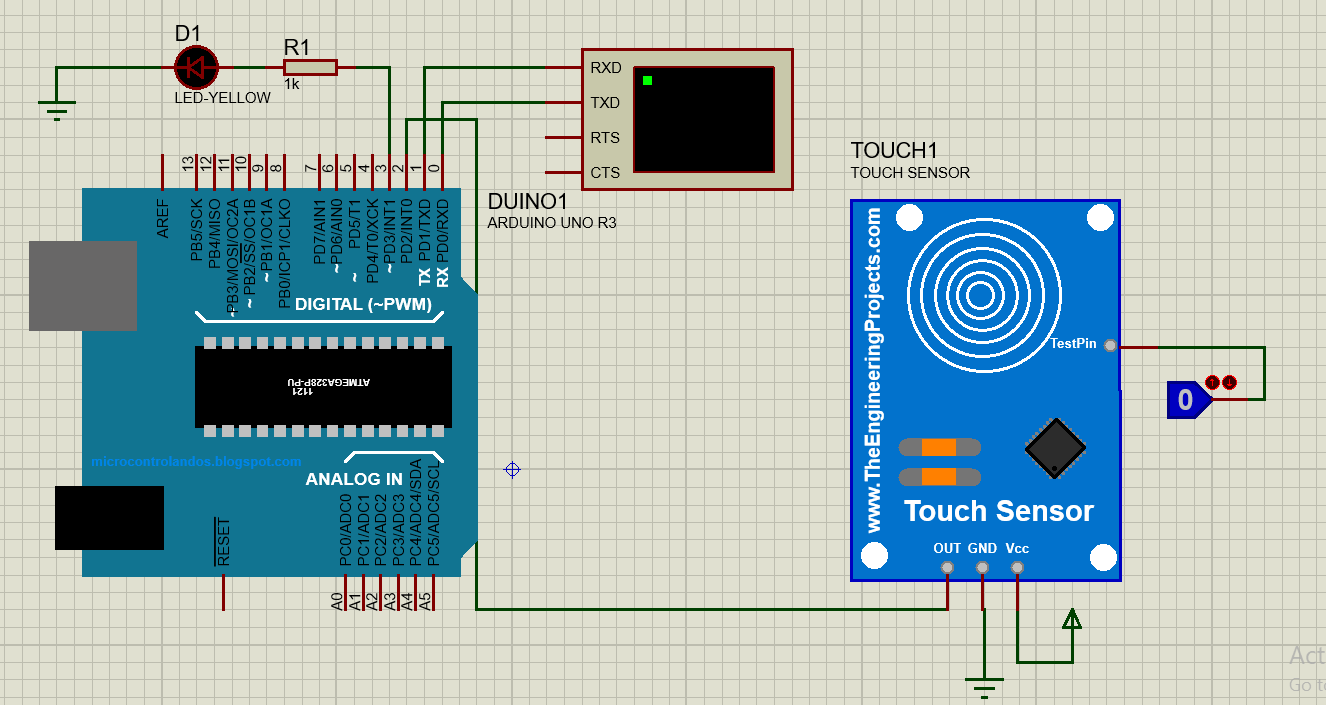 D1
LED-YELLOW
R1
1k
RXD
TXD
RTS
CTS
DUINO1
ARDUINO UNO R3
TOUCH1
TOUCH SENSOR
13
12
11
10
9
8
7
6
5
4
3
2
1
0
AREF
PB5/SCK
PB4/MISO
PB3/MOSI/OC2A
~
PB2/SS/OC1B
~
PB1/OC1A
~
PB0/ICP1/CLKO
PD7/AIN1
PD6/AIN0
~
PD5/T1
~
PD4/T0/XCK
PD3/INT1
~
PD2/INT0
PD1/TXD
TX
PD0/RXD
RX
DIGITAL (~PWM)
ATMEGA328P-PU
1121
microcontrolandos.blogspot.com
ANALOG IN
RESET
PC0/ADC0
PC1/ADC1
PC2/ADC2
PC3/ADC3
PC4/ADC4/SDA
PC5/ADC5/SCL
A0
A1
A2
A3
A4
A5
www.TheEngineeringProjects.com
TestPin
0
Touch Sensor
OUT GND Vcc
Act
Go to